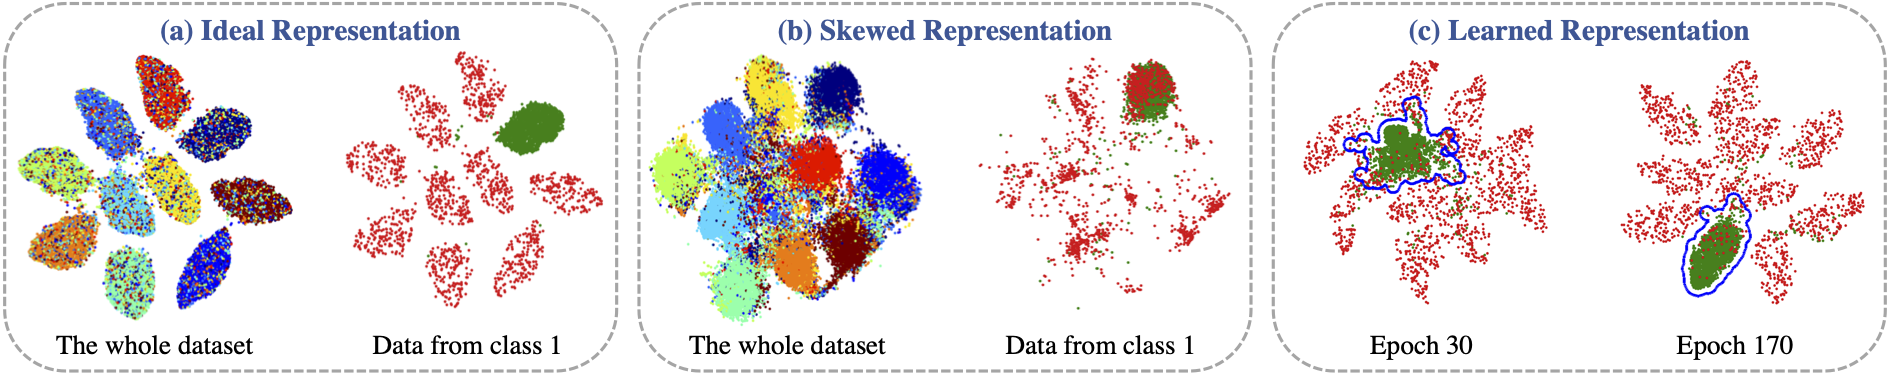 (a) Ideal Representation
The whole dataset
Data from class 1
(b) Skewed Representation
The whole dataset
Data from class 1
(c) Learned Representation
Epoch 30
Epoch 170